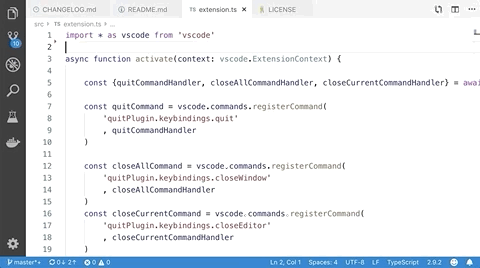 CHANGELOG.md README.md extension.ts LICENSE
src extension.ts ...
1 import * as vscode from 'vscode'
2
3 async function activate(context: vscode.ExtensionContext) {
4
5 const {quitCommandHandler, closeAllCommandHandler, closeCurrentCommandHandler} = awai
6
7 const quitCommand = vscode.commands.registerCommand(
8 'quitPlugin.keybindings.quit'
9 , quitCommandHandler
10 )
11
12 const closeAllCommand = vscode.commands.registerCommand(
13 'quitPlugin.keybindings.closeWindow'
14 , closeAllCommandHandler
15 )
16 const closeCurrentCommand = vscode.commands.registerCommand(
17 'quitPlugin.keybindings.closeEditor'
18 , closeCurrentCommandHandler
19 )
master* 0↓ 2↑ 0 0 Ln 2, Col 1 Spaces: 4 UTF-8 LF TypeScript 2.9.2